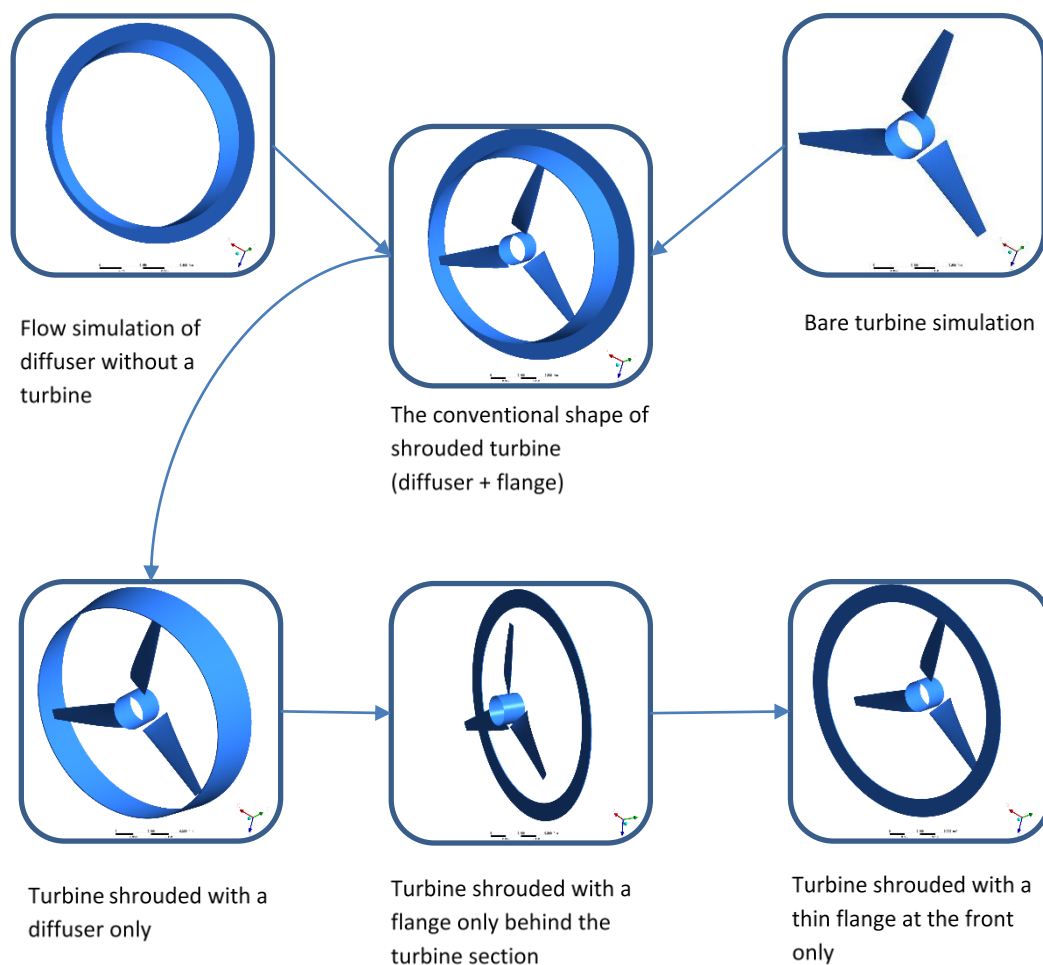 Flow simulation of
diffuser without a
turbine
The conventional shape of
shrouded turbine
(diffuser + flange)
Bare turbine simulation
Turbine shrouded with a
diffuser only
Turbine shrouded with a
flange only behind the
turbine section
Turbine shrouded with a
thin flange at the front
only